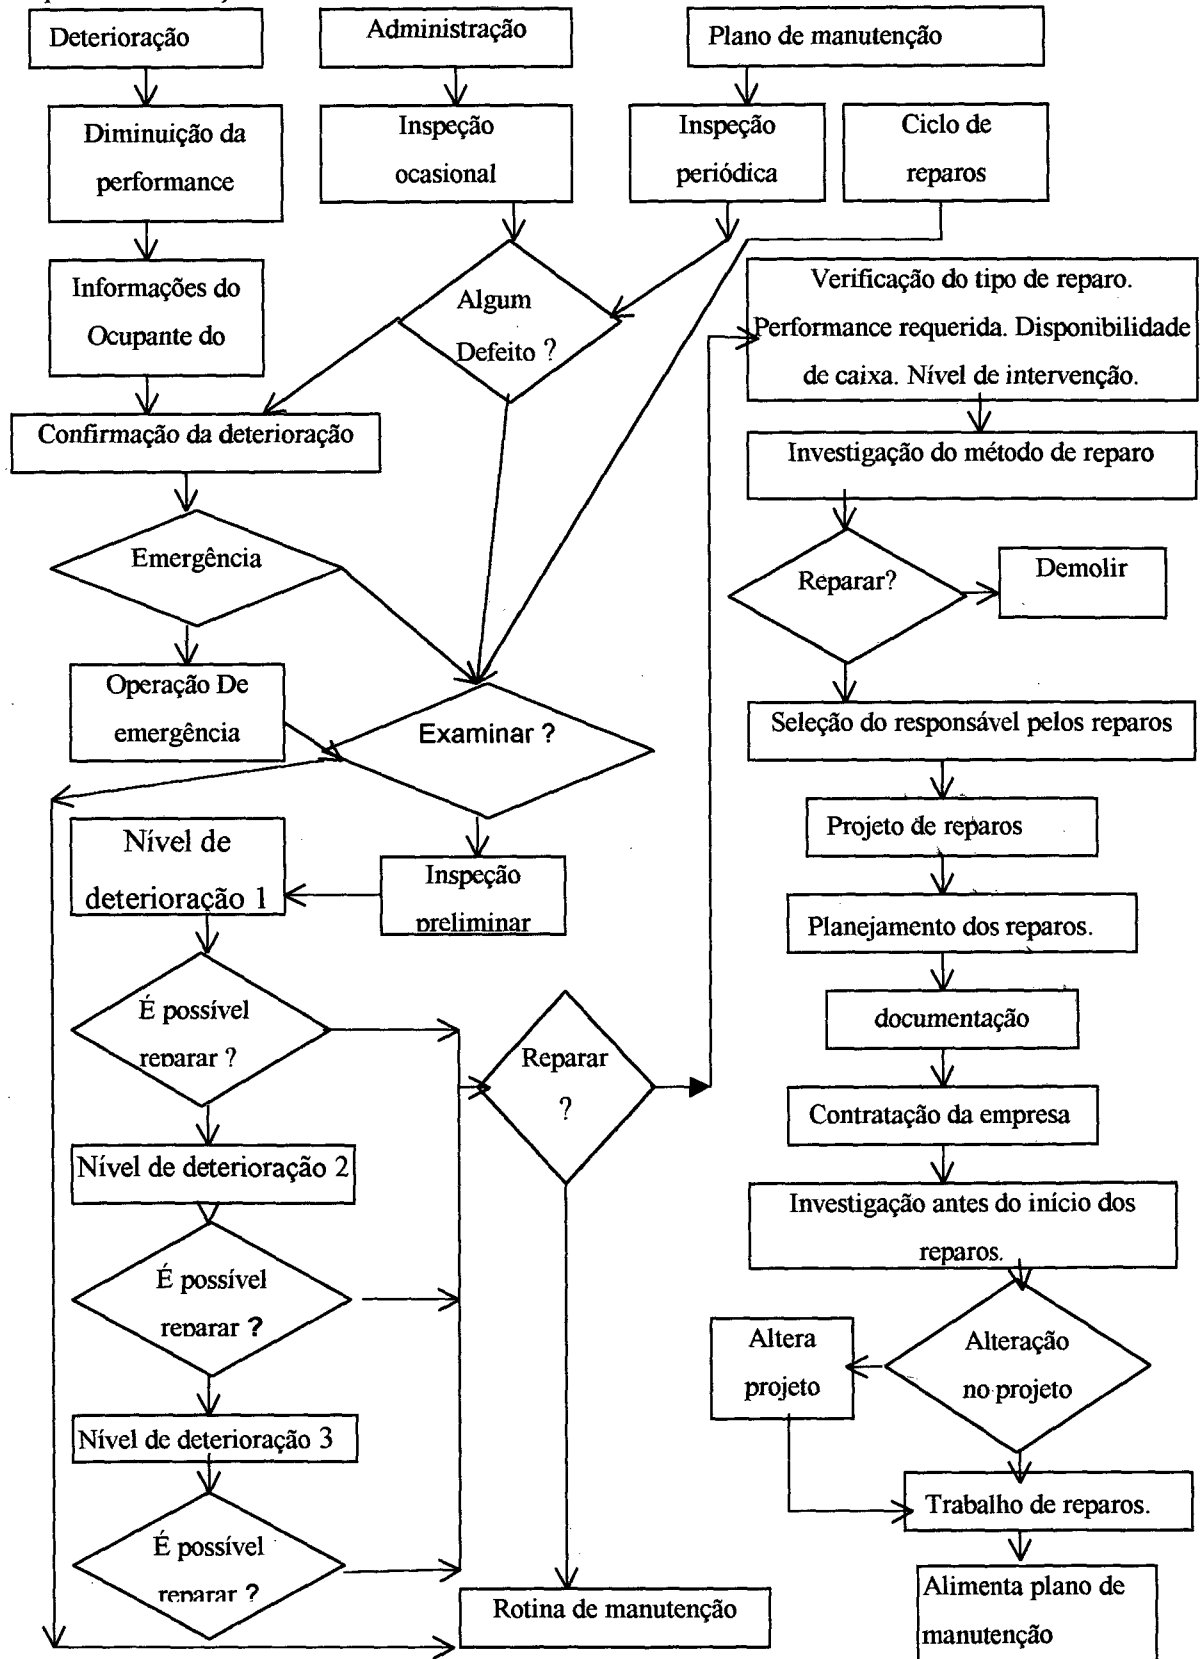 Deterioração
Administração
Plano de manutenção
Diminuição da
performance
Inspeção
ocasional
Inspeção
periódica
Ciclo de
reparos
Informações do
Ocupante do
Algum
Defeito ?
Verificação do tipo de reparo.
Performance requerida. Disponibilidade
de caixa. Nível de intervenção.
Confirmação da deterioração
Investigação do método de reparo
Emergência
Reparar?
Demolir
Operação De
emergência
Examinar ?
Seleção do responsável pelos reparos
Nível de
deterioração 1
Inspeção
preliminar
Projeto de reparos
Planejamento dos reparos.
É possível
reparar ?
Reparar
?
documentação
Contratação da empresa
Nível de deterioração 2
Investigação antes do início dos
reparos.
É possível
reparar ?
Altera
projeto
Alteração
no projeto
Nível de deterioração 3
Trabalho de reparos.
É possível
reparar ?
Rotina de manutenção
Alimenta plano de
manutenção